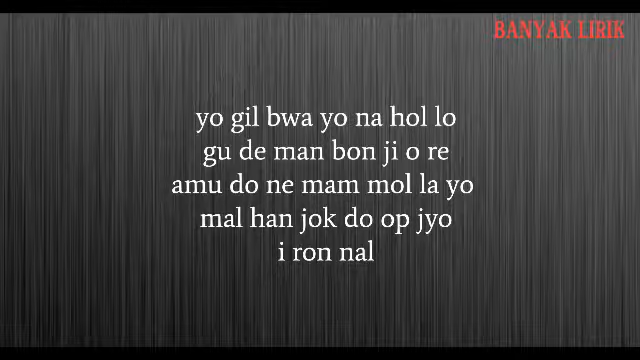 BANYAK LIRIK
yo gil bwa yo na hol lo
gu de man bon ji o re
amu do ne mam mol la yo
mal han jok do op jyo
i ron nal